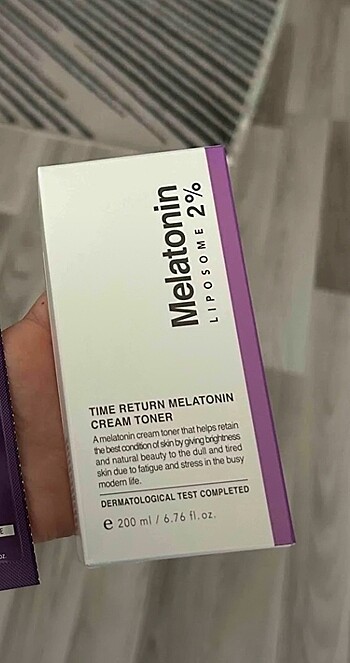 Melatonin
LIPOSOME 2%
TIME RETURN MELATONIN
CREAM TONER
A melatonin cream toner that helps retain
the best condition of skin by giving brightness
and natural beauty to the dull and tired
skin due to fatigue and stress in the busy
modern life.
DERMATOLOGICAL TEST COMPLETED
e 200 ml / 6.76 fl.oz.